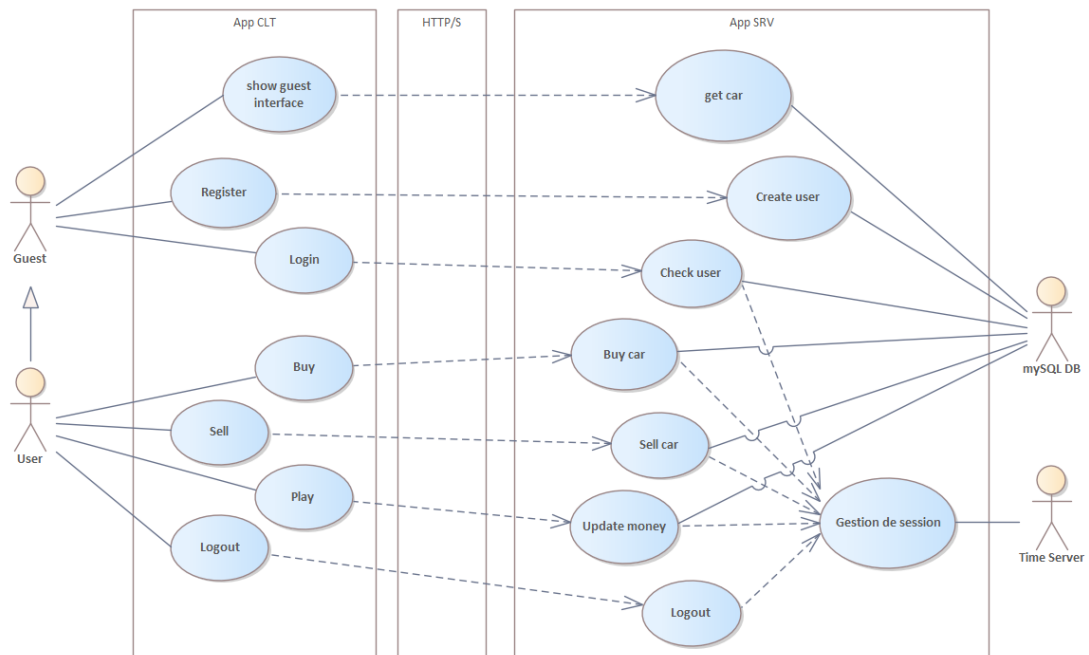 App CLT
HTTP/S
App SRV
show guest
interface
get car
Register
Create user
Guest
Login
Check user
Buy
Buy car
mySQL DB
User
Sell
Sell car
Play
Update money
Gestion de session
Logout
Time Server
Logout